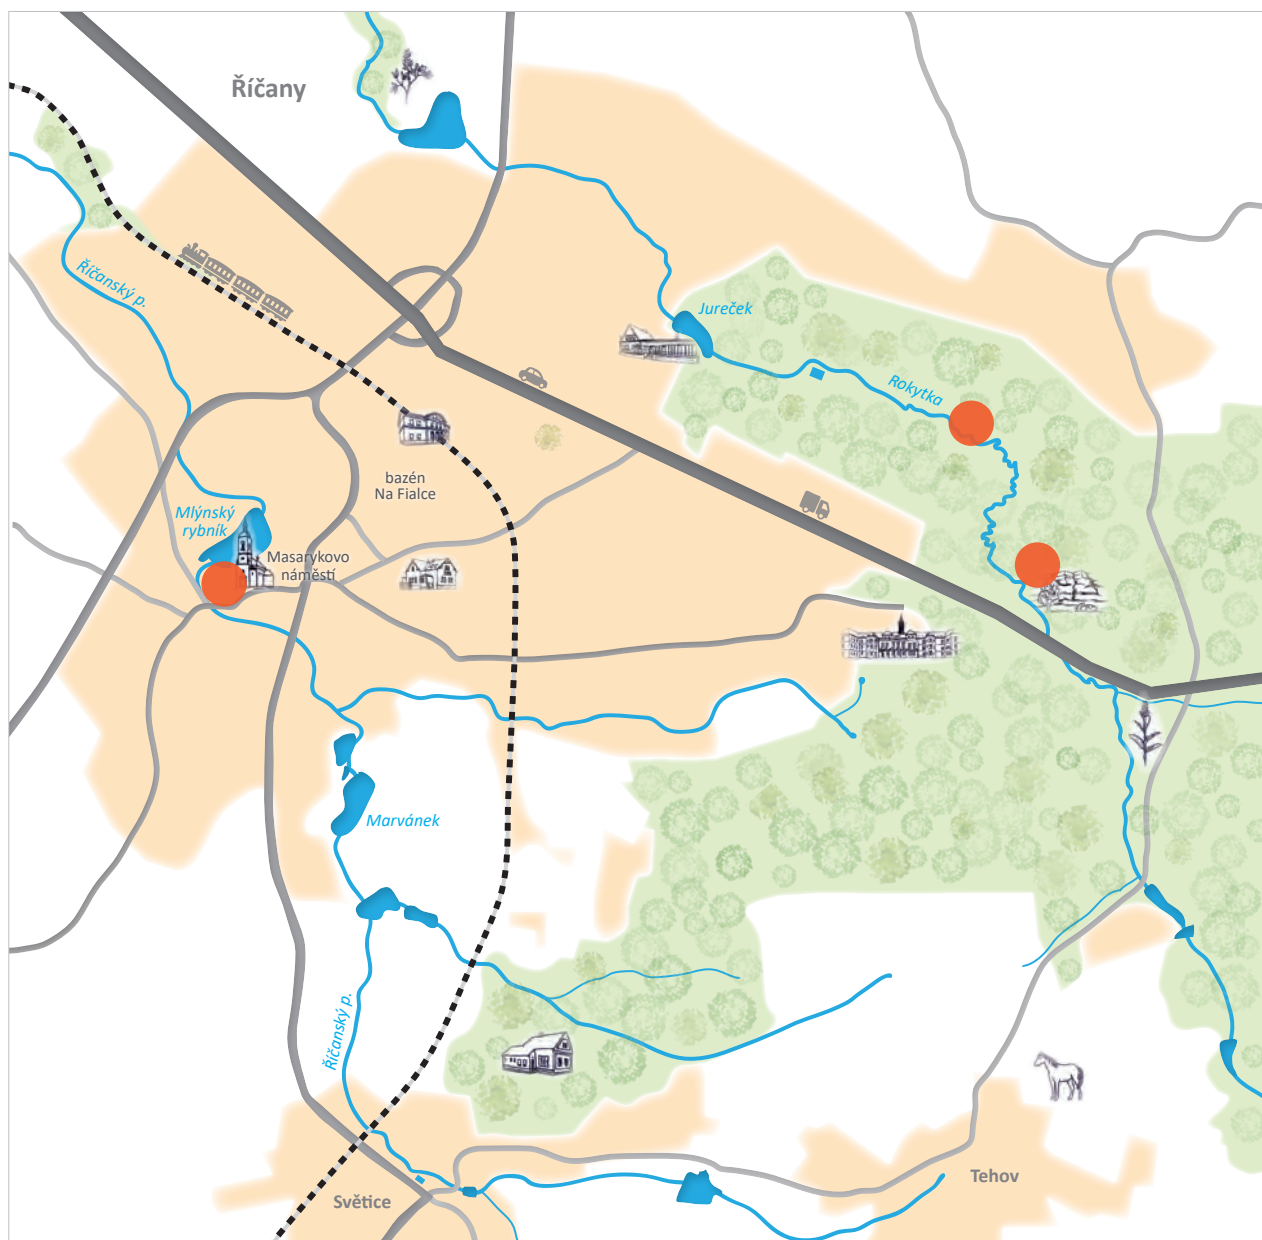 Říčany
Říčanský p.
Jureček
Rokytka
bazén
Na Fialce
Mlýnský
rybník
Masarykovo
náměstí
Marvánek
Říčanský p.
Tehov
Světice